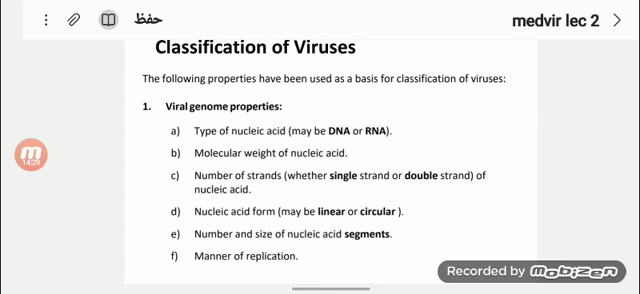 حفظ
medvir lec 2
Classification of Viruses
The following properties have been used as a basis for classification of viruses:
1. Viral genome properties:
a) Type of nucleic acid (may be DNA or RNA).
b) Molecular weight of nucleic acid.
c) Number of strands (whether single strand or double strand) of
nucleic acid.
d) Nucleic acid form (may be linear or circular ).
e) Number and size of nucleic acid segments.
f) Manner of replication.
m
14:29
Recorded by mobizen